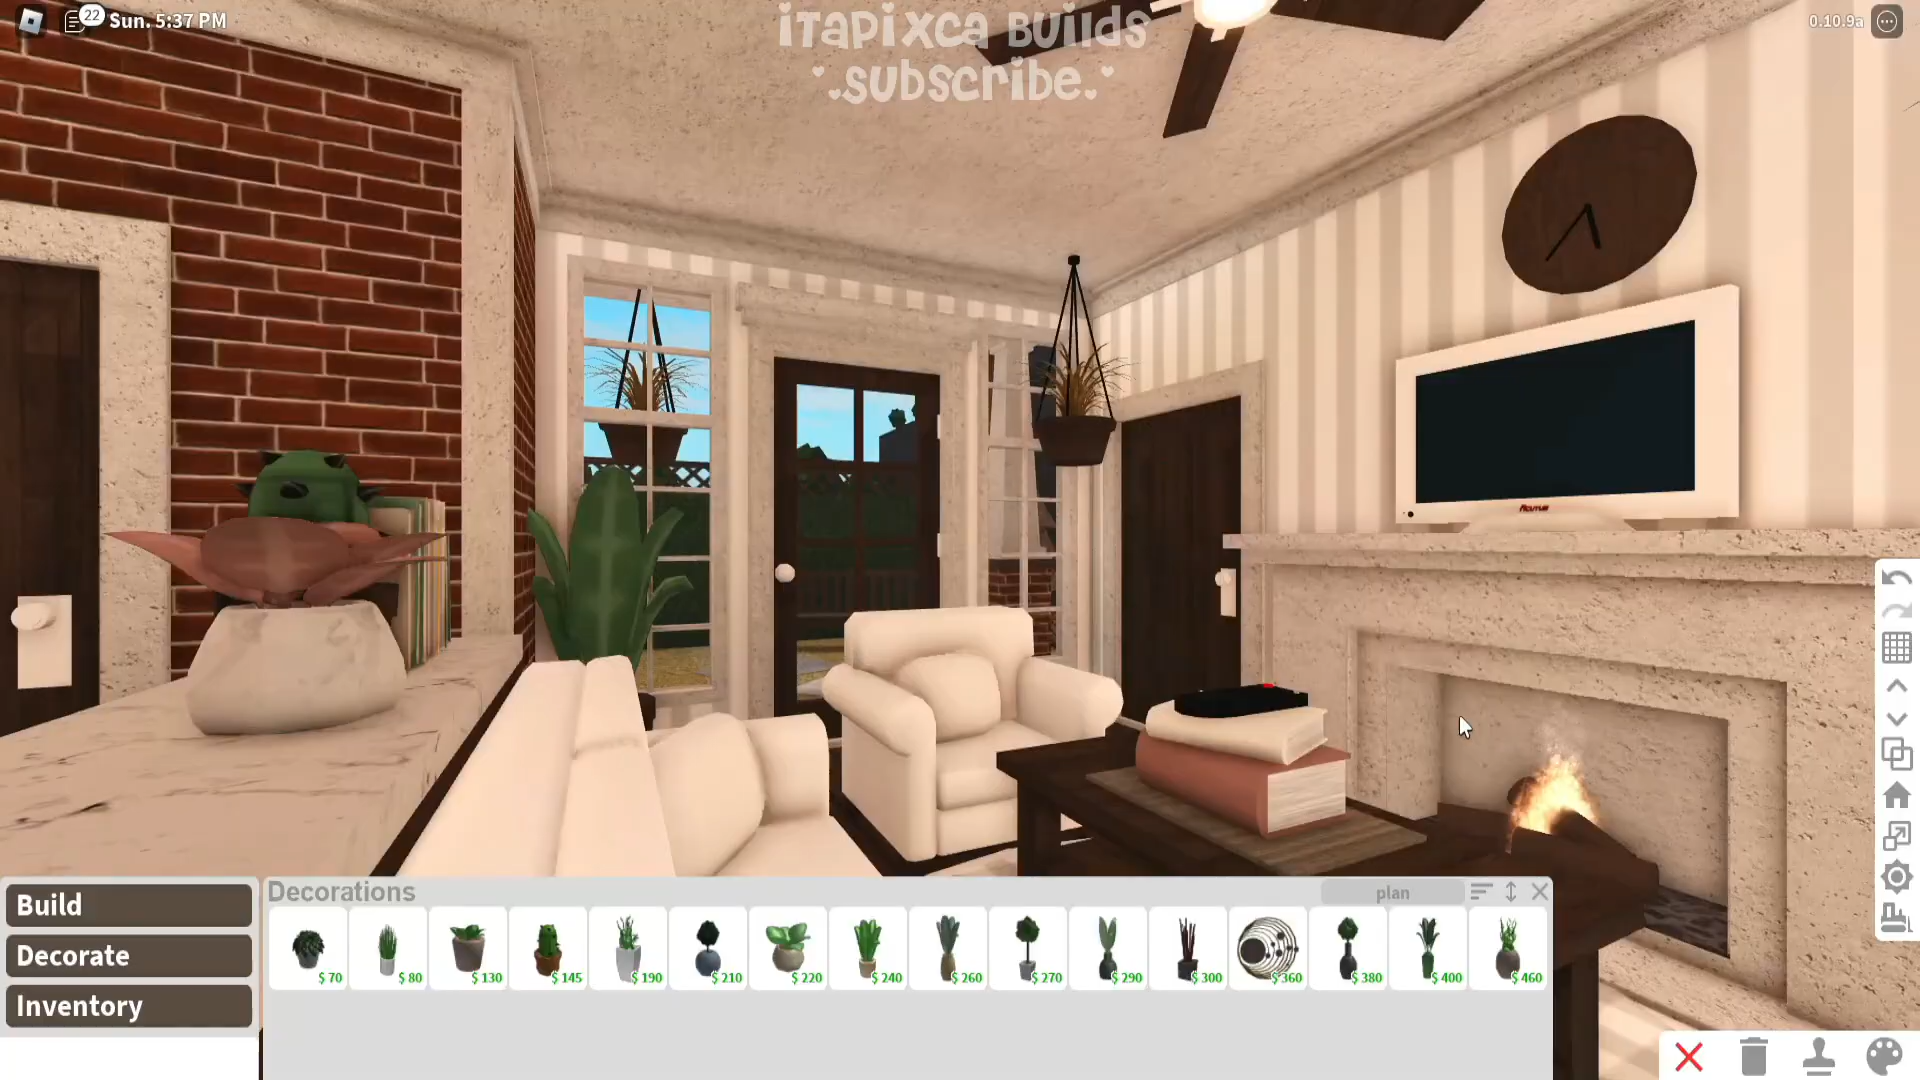 22 Sun. 5:37 PM
iTapixca Builds
.subscribe.
0.10.9a
Acutus
Build
Decorate
Inventory
Decorations
plan
$ 70 $ 80 $ 130 $ 145 $ 190 $ 210 $ 220 $ 240 $ 260 $ 270 $ 290 $ 300 $ 360 $ 380 $ 400 $ 460